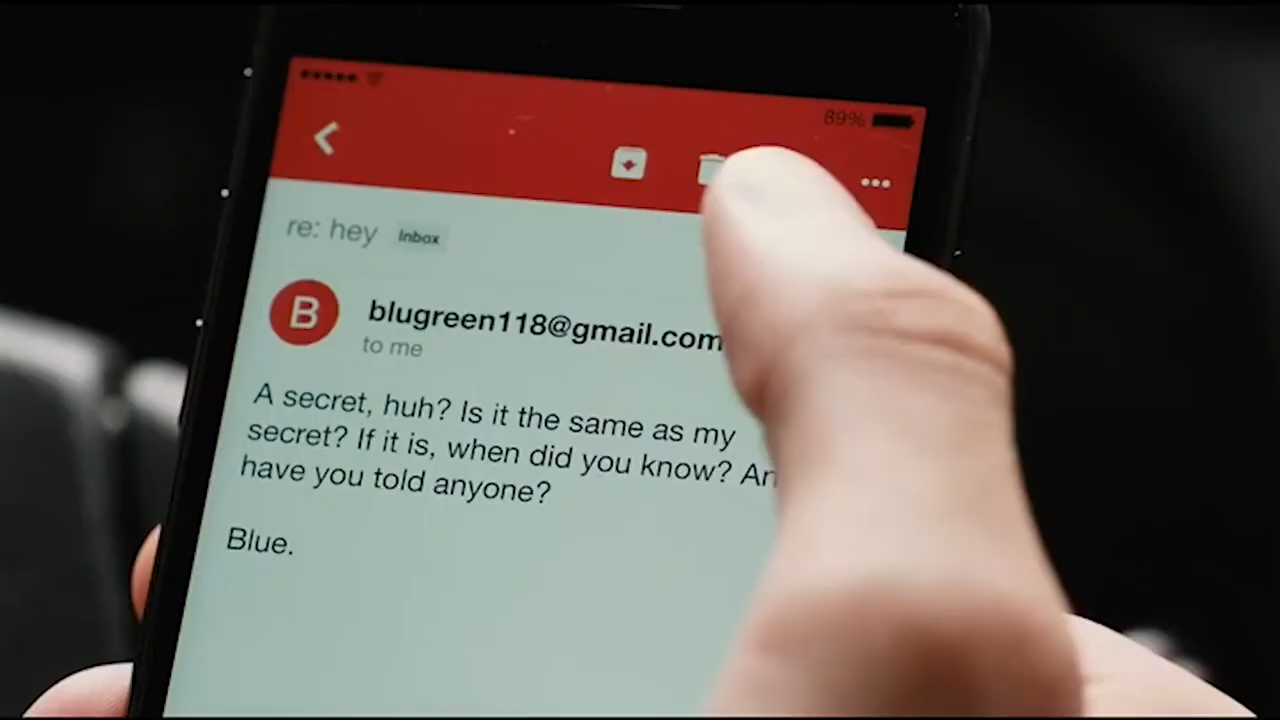 89%
re: hey Inbox
B
blugreen118@gmail.com
to me
A secret, huh? Is it the same as my
secret? If it is, when did you know?
have you told anyone?
Blue.